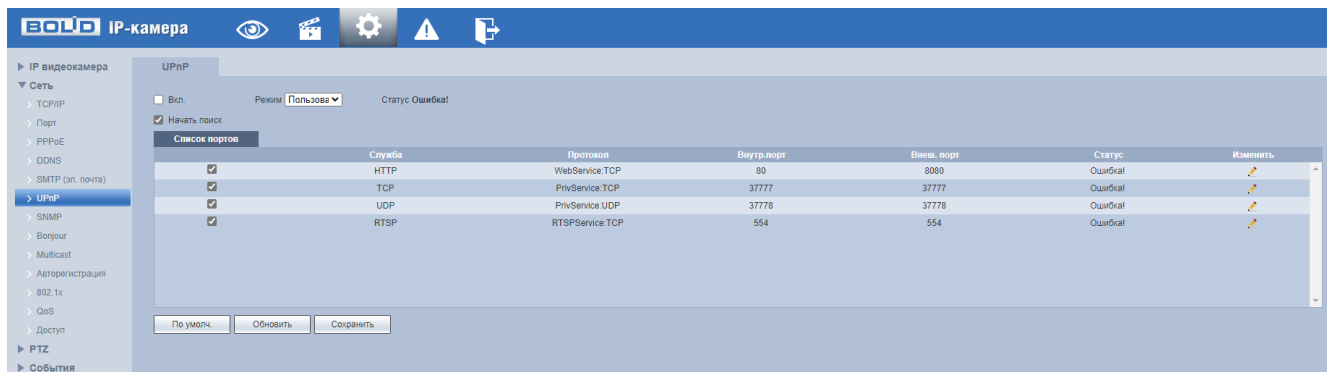 BOLID IP-камера
IP видеокамера
Сеть
TCP/IP
Порт
PPPoE
DDNS
SMTP (эл. почта)
UPnP
SNMP
Bonjour
Multicast
Авторегистрация
802.1x
QoS
Доступ
PTZ
События
UPnP
Вкл. Режим Пользова Статус Ошибка!
Начать поиск
Список портов
Служба Протокол Внутр.порт Внеш. порт Статус Изменить
HTTP WebService:TCP 80 8080 Ошибка!
TCP PrivService:TCP 37777 37777 Ошибка!
UDP PrivService:UDP 37778 37778 Ошибка!
RTSP RTSPService:TCP 554 554 Ошибка!
По умолч. Обновить Сохранить